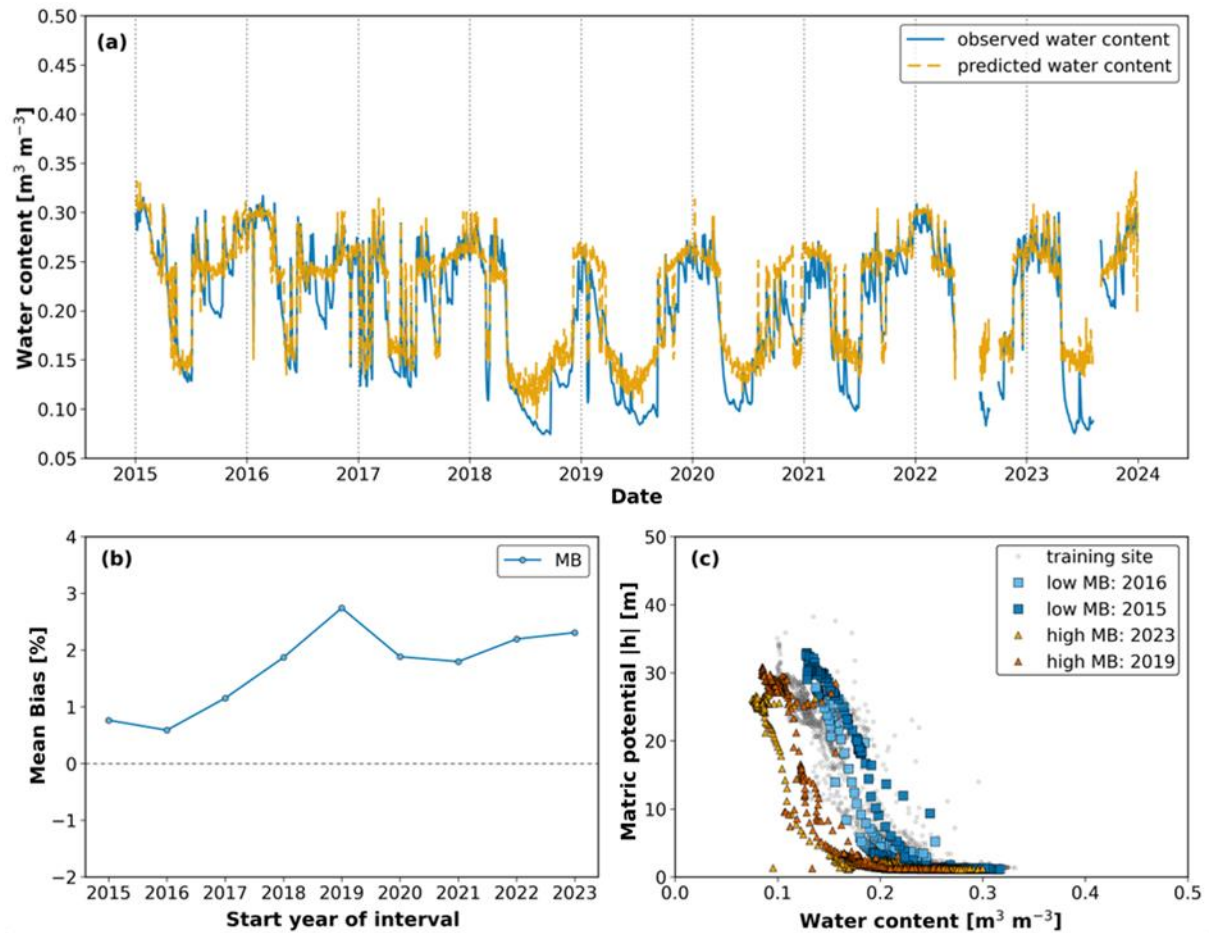 (a)
observed water content
predicted water content
Water content [m³ m⁻³]
0.50
0.45
0.40
0.35
0.30
0.25
0.20
0.15
0.10
0.05
2015 2016 2017 2018 2019 2020 2021 2022 2023 2024
Date
(b)
MB
Mean Bias [%]
4
3
2
1
0
−1
−2
2015 2016 2017 2018 2019 2020 2021 2022 2023
Start year of interval
(c)
training site
low MB: 2016
low MB: 2015
high MB: 2023
high MB: 2019
Matric potential |h| [m]
50
40
30
20
10
0
0.0 0.1 0.2 0.3 0.4 0.5
Water content [m³ m⁻³]